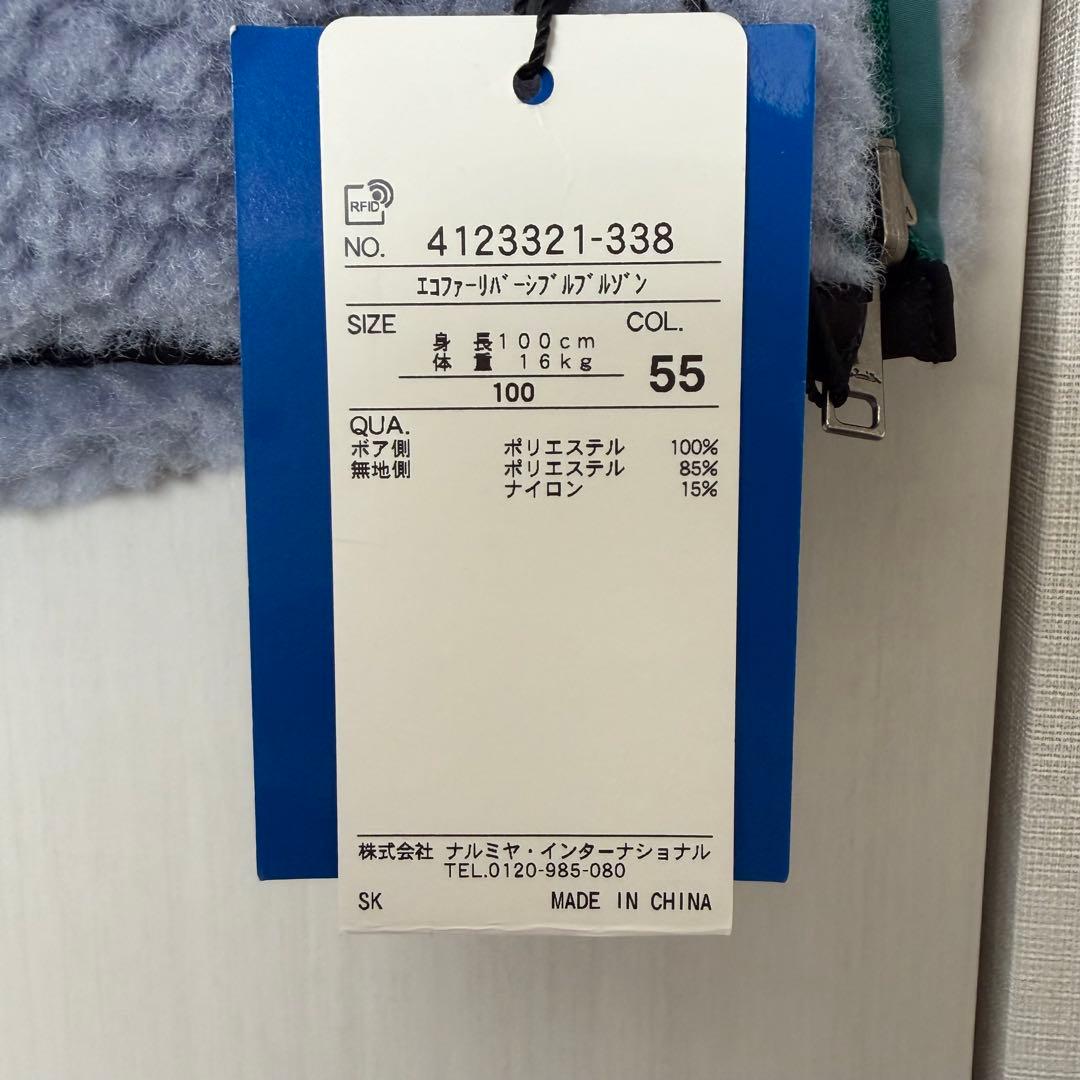 RFID
NO. 4123321-338
ｴｺﾌｧｰﾘﾊﾞｰｼﾌﾞﾙﾌﾞﾙｿﾞﾝ
SIZE COL.
身 長100cm
体 重 16kg
100 55
QUA.
ボア側 ポリエステル 100%
無地側 ポリエステル 85%
ナイロン 15%
株式会社 ナルミヤ・インターナショナル
TEL.0120-985-080
SK MADE IN CHINA